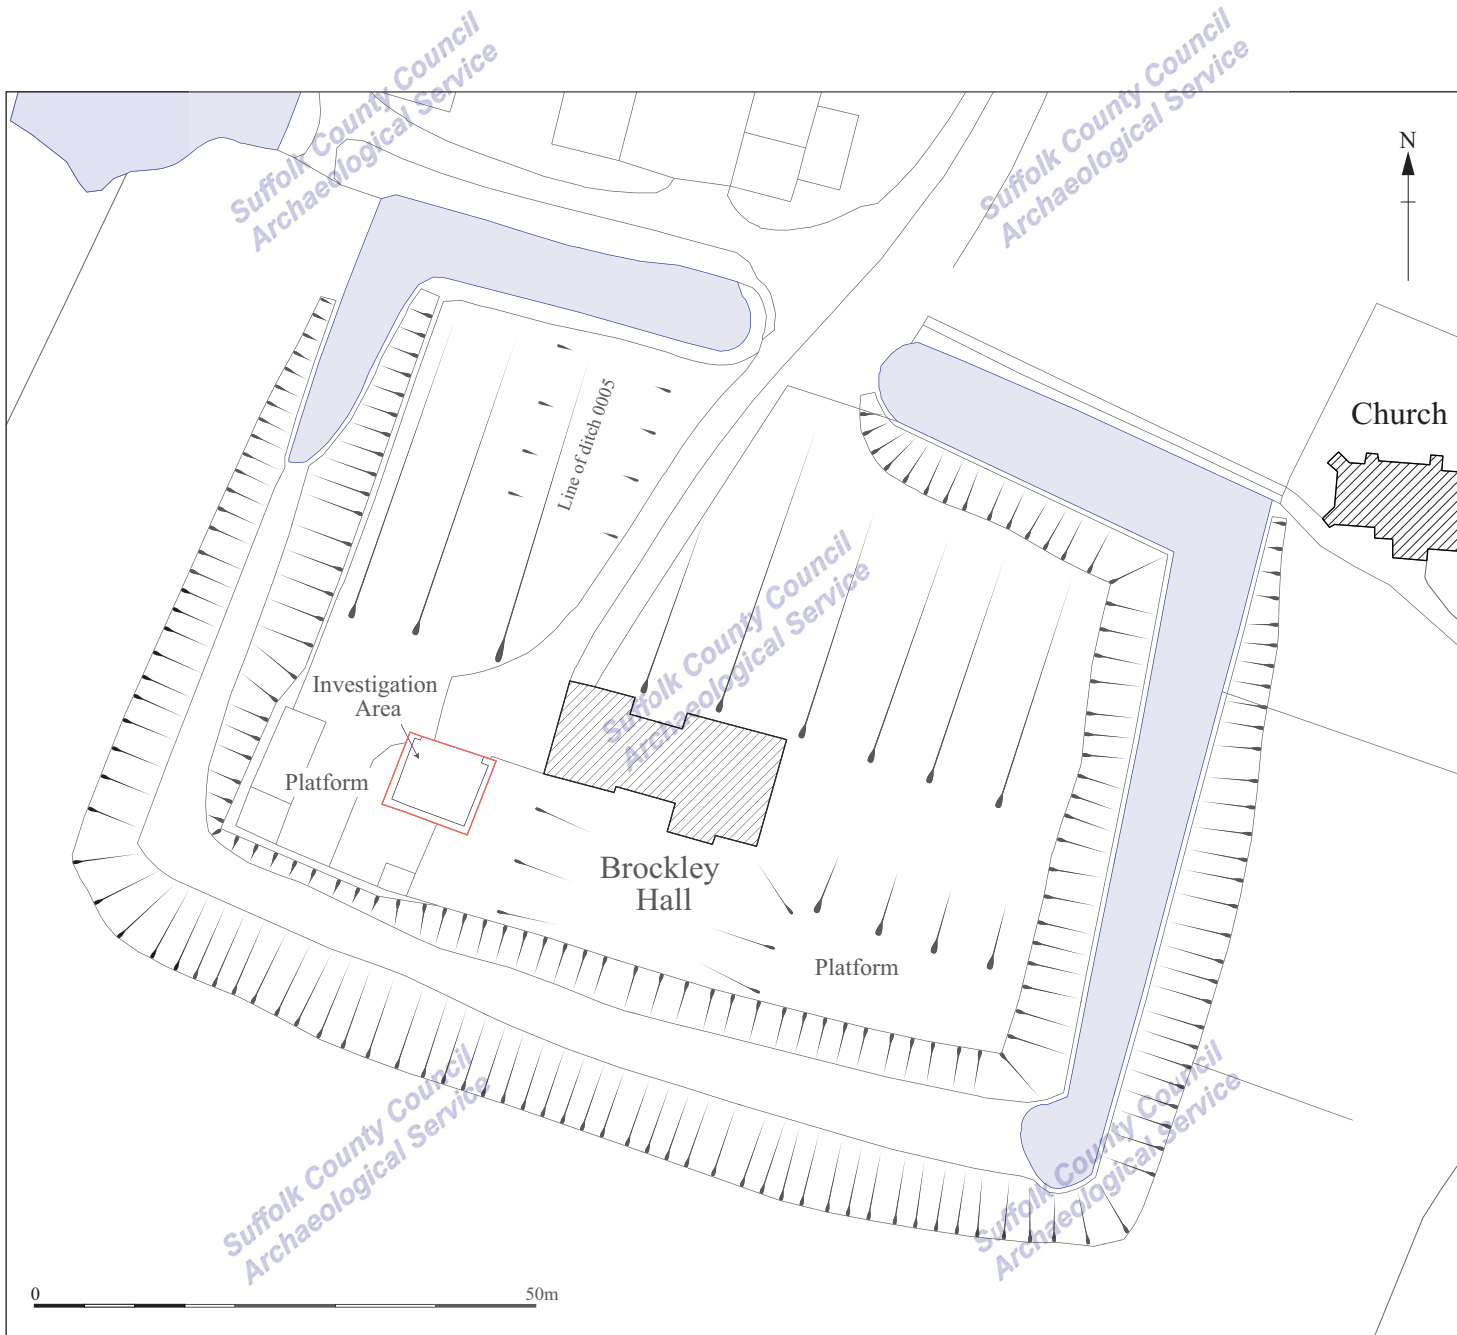 Suffolk County Council
Archaeological Service
Suffolk County Council
Archaeological Service
N
Church
Line of ditch 0005
Suffolk County Council
Archaeological Service
Investigation
Area
Platform
Brockley
Hall
Platform
Suffolk County Council
Archaeological Service
Suffolk County Council
Archaeological Service
0
50m